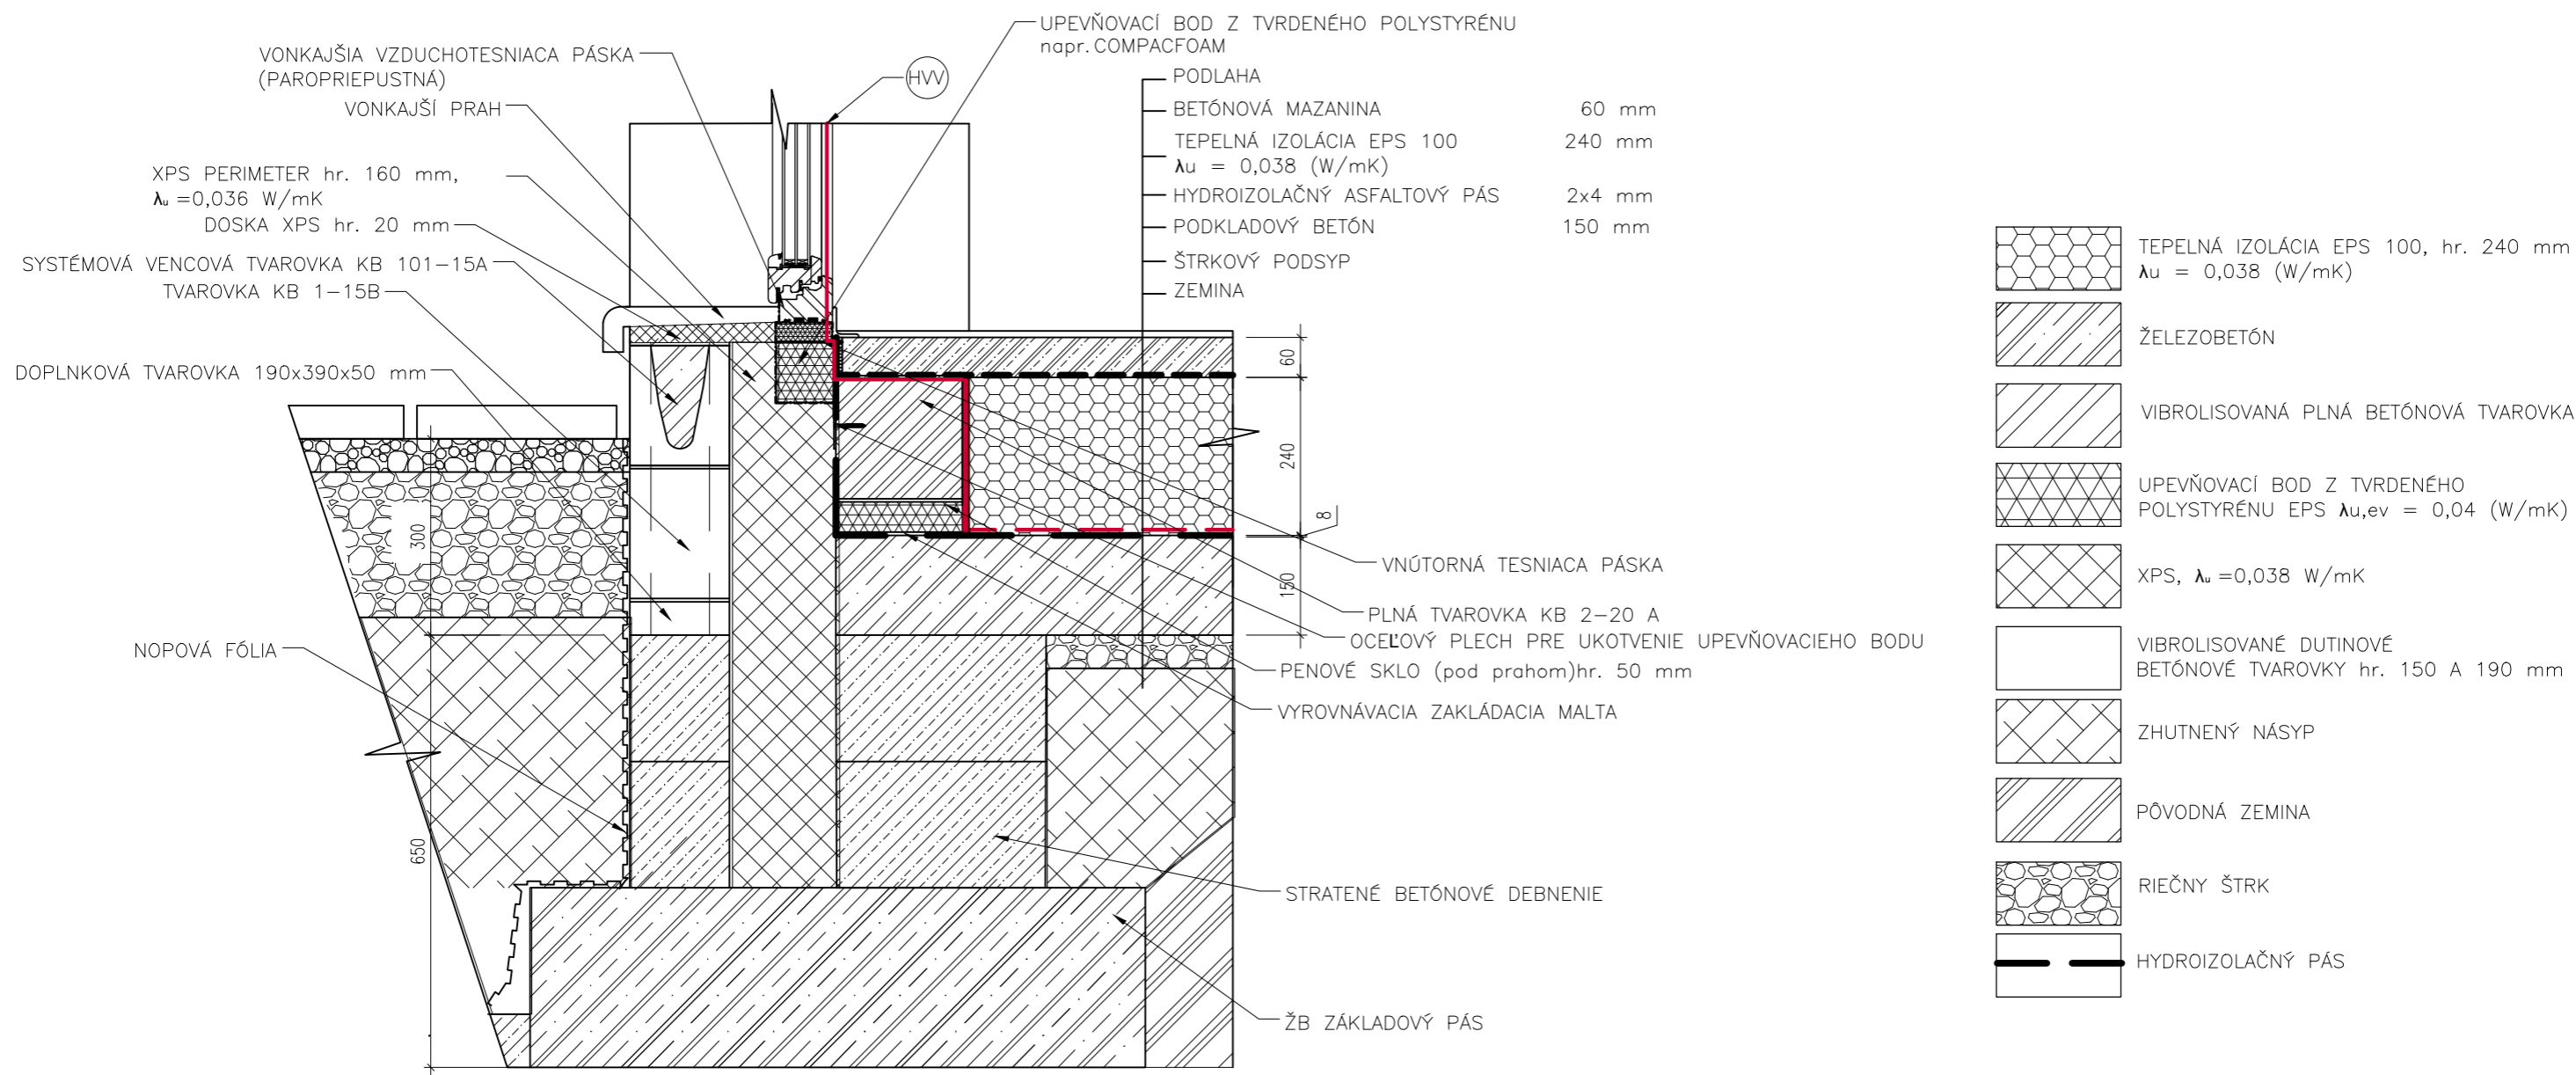 UPEVŇOVACÍ BOD Z TVRDENÉHO POLYSTYRÉNU
napr. COMPACFOAM
VONKAJŠIA VZDUCHOTESNIACA PÁSKA
(PAROPRIEPUSTNÁ)
VONKAJŠÍ PRAH
XPS PERIMETER hr. 160 mm,
λu =0,036 W/mK
DOSKA XPS hr. 20 mm
SYSTÉMOVÁ VENCOVÁ TVAROVKA KB 101-15A
TVAROVKA KB 1-15B
DOPLNKOVÁ TVAROVKA 190x390x50 mm
NOPOVÁ FÓLIA
HVV
PODLAHA
BETÓNOVÁ MAZANINA 60 mm
TEPELNÁ IZOLÁCIA EPS 100 240 mm
λu = 0,038 (W/mK)
HYDROIZOLAČNÝ ASFALTOVÝ PÁS 2x4 mm
PODKLADOVÝ BETÓN 150 mm
ŠTRKOVÝ PODSYP
ZEMINA
60
240
8
150
300
650
VNÚTORNÁ TESNIACA PÁSKA
PLNÁ TVAROVKA KB 2-20 A
OCEĽOVÝ PLECH PRE UKOTVENIE UPEVŇOVACIEHO BODU
PENOVÉ SKLO (pod prahom)hr. 50 mm
VYROVNÁVACIA ZAKLÁDACIA MALTA
STRATENÉ BETÓNOVÉ DEBNENIE
ŽB ZÁKLADOVÝ PÁS
TEPELNÁ IZOLÁCIA EPS 100, hr. 240 mm
λu = 0,038 (W/mK)
ŽELEZOBETÓN
VIBROLISOVANÁ PLNÁ BETÓNOVÁ TVAROVKA
UPEVŇOVACÍ BOD Z TVRDENÉHO
POLYSTYRÉNU EPS λu,ev = 0,04 (W/mK)
XPS, λu =0,038 W/mK
VIBROLISOVANÉ DUTINOVÉ
BETÓNOVÉ TVAROVKY hr. 150 A 190 mm
ZHUTNENÝ NÁSYP
PÔVODNÁ ZEMINA
RIEČNY ŠTRK
HYDROIZOLAČNÝ PÁS